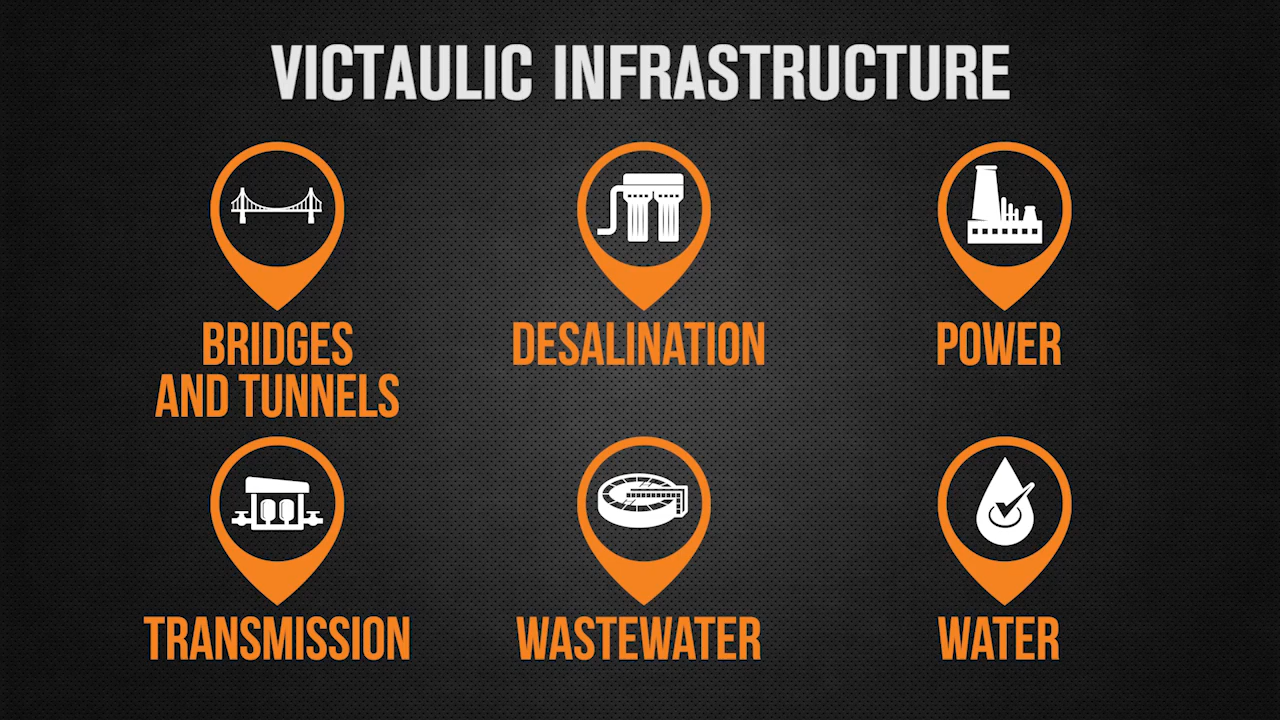 VICTAULIC INFRASTRUCTURE
BRIDGES
AND TUNNELS
DESALINATION
POWER
TRANSMISSION
WASTEWATER
WATER